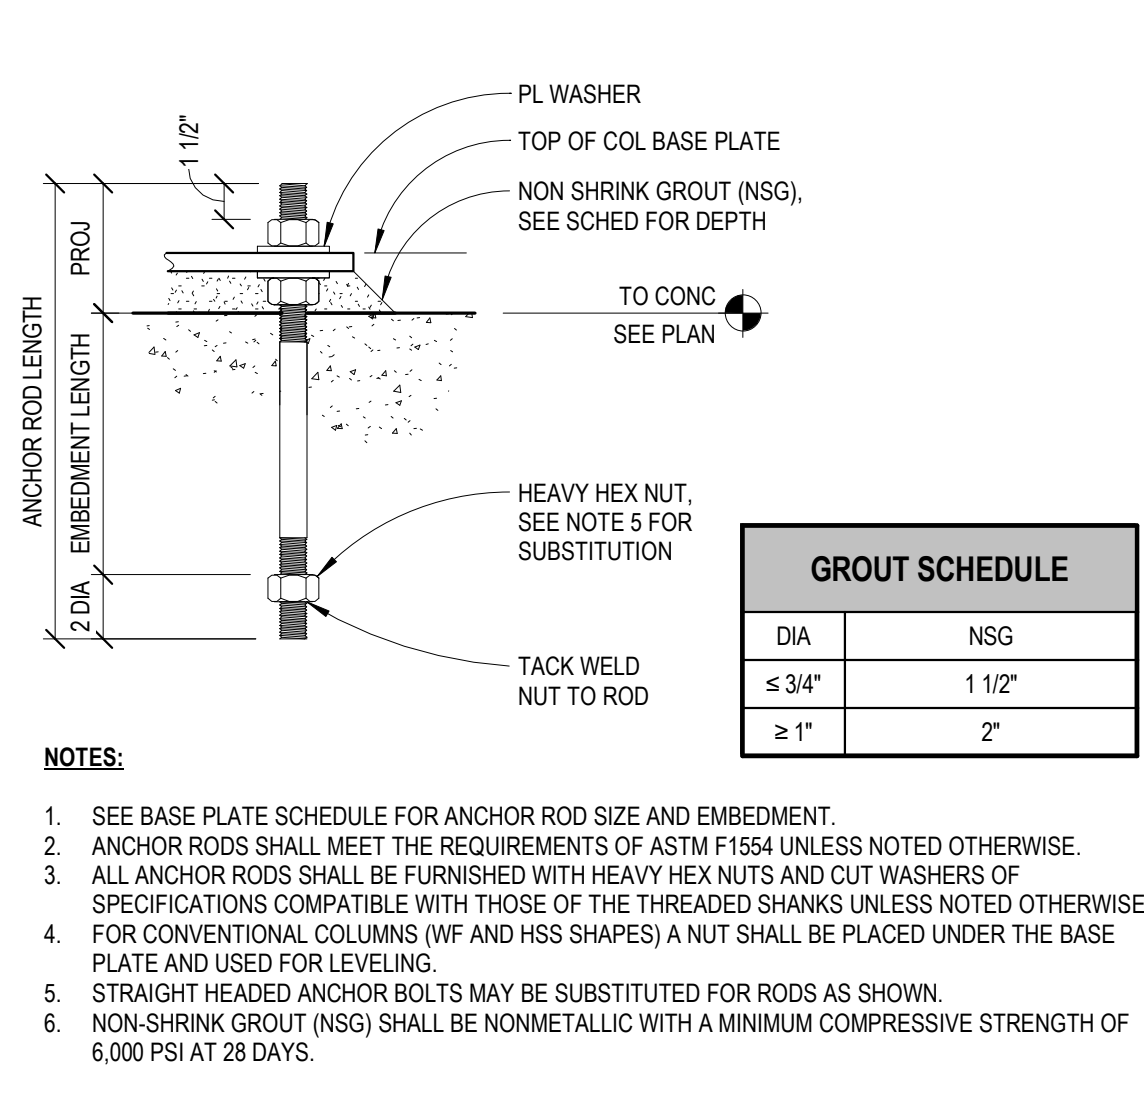 PL WASHER
TOP OF COL BASE PLATE
NON SHRINK GROUT (NSG),
SEE SCHED FOR DEPTH
1 1/2"
PROJ
ANCHOR ROD LENGTH
EMBEDMENT LENGTH
2 DIA
TO CONC
SEE PLAN
HEAVY HEX NUT,
SEE NOTE 5 FOR
SUBSTITUTION
TACK WELD
NUT TO ROD
GROUT SCHEDULE
DIA NSG
≤ 3/4" 1 1/2"
≥ 1" 2"
NOTES:
1. SEE BASE PLATE SCHEDULE FOR ANCHOR ROD SIZE AND EMBEDMENT.
2. ANCHOR RODS SHALL MEET THE REQUIREMENTS OF ASTM F1554 UNLESS NOTED OTHERWISE.
3. ALL ANCHOR RODS SHALL BE FURNISHED WITH HEAVY HEX NUTS AND CUT WASHERS OF
SPECIFICATIONS COMPATIBLE WITH THOSE OF THE THREADED SHANKS UNLESS NOTED OTHERWISE
4. FOR CONVENTIONAL COLUMNS (WF AND HSS SHAPES) A NUT SHALL BE PLACED UNDER THE BASE
PLATE AND USED FOR LEVELING.
5. STRAIGHT HEADED ANCHOR BOLTS MAY BE SUBSTITUTED FOR RODS AS SHOWN.
6. NON-SHRINK GROUT (NSG) SHALL BE NONMETALLIC WITH A MINIMUM COMPRESSIVE STRENGTH OF
6,000 PSI AT 28 DAYS.